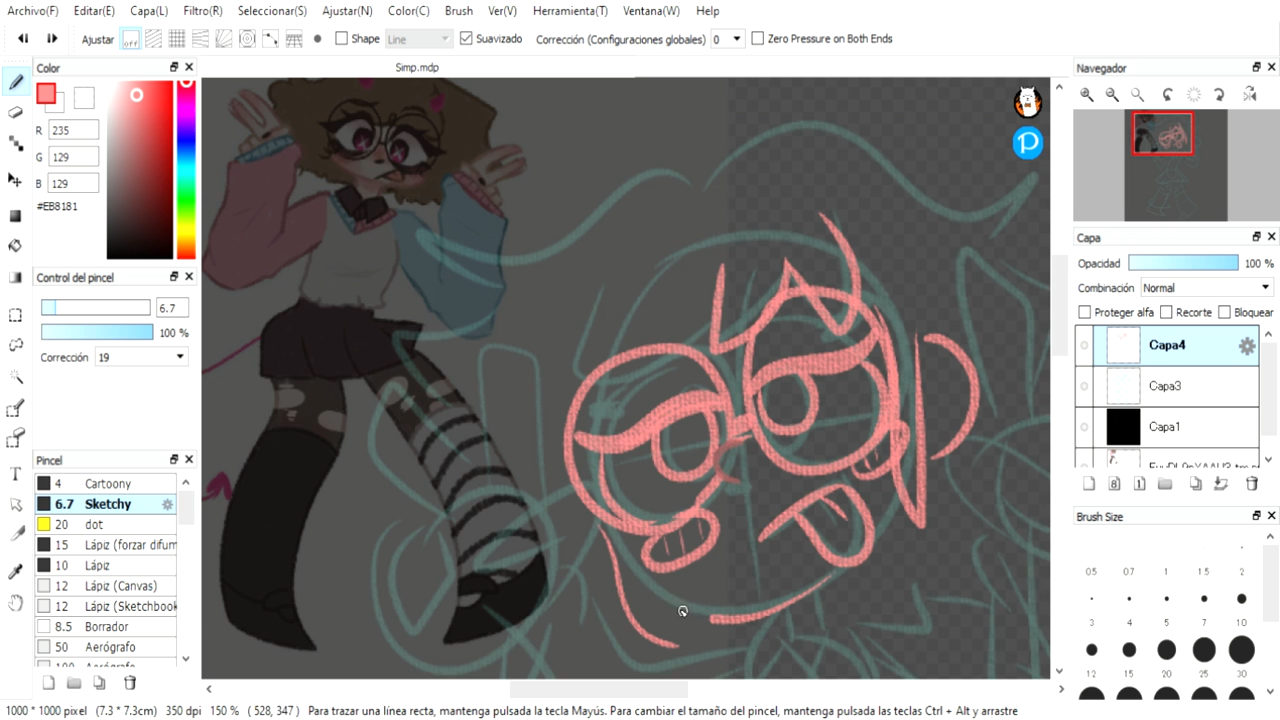 Archivo(F) Editar(E) Capa(L) Filtro(R) Seleccionar(S) Ajustar(N) Color(C) Brush Ver(V) Herramienta(T) Ventana(W) Help
Ajustar off Shape Line Suavizado Corrección (Configuraciones globales) 0 Zero Pressure on Both Ends
Color
Simp.mdp
R 235
G 129
B 129
#EB8181
Control del pincel
6.7
100 %
Corrección 19
Pincel
4 Cartoony
6.7 Sketchy
20 dot
15 Lápiz (forzar difum
10 Lápiz
12 Lápiz (Canvas)
12 Lápiz (Sketchbook
8.5 Borrador
50 Aerógrafo
Navegador
Capa
Opacidad 100 %
Combinación Normal
Proteger alfa Recorte Bloquear
Capa4
Capa3
Capa1
Brush Size
0.5 0.7 1 1.5 2
3 4 5 7 10
12 15 20 25 30
1000 * 1000 pixel (7.3 * 7.3cm) 350 dpi 150 % ( 528, 347 ) Para trazar una línea recta, mantenga pulsada la tecla Mayús. Para cambiar el tamaño del pincel, mantenga pulsadas las teclas Ctrl + Alt y arrastre